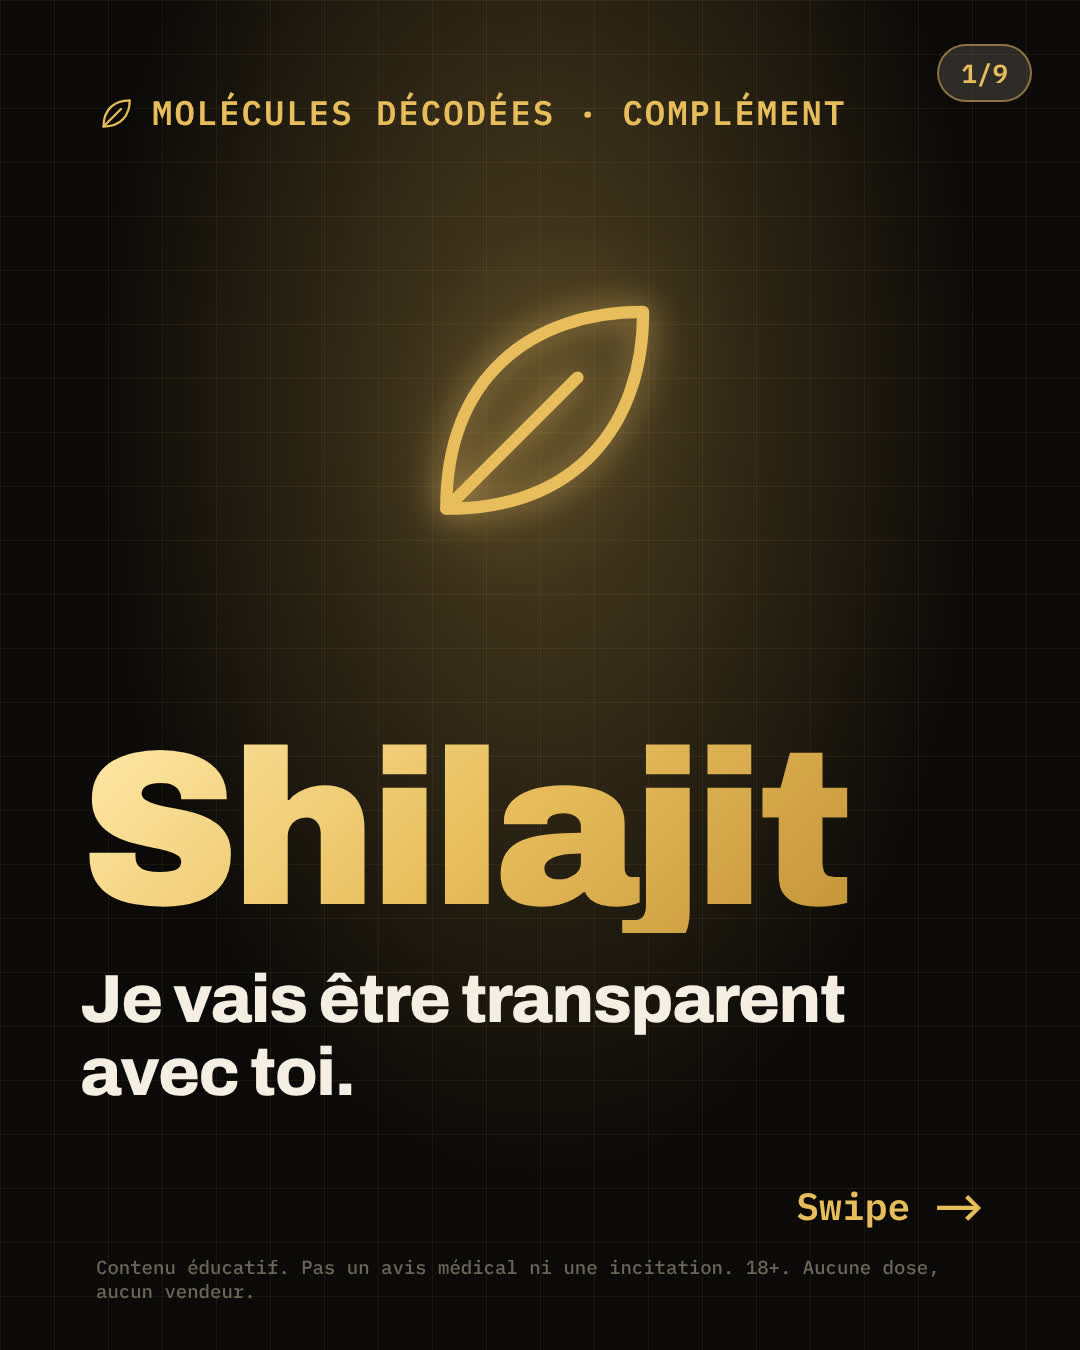 1/9
MOLÉCULES DÉCODÉES · COMPLÉMENT
Shilajit
Je vais être transparent
avec toi.
Swipe →
Contenu éducatif. Pas un avis médical ni une incitation. 18+. Aucune dose,
aucun vendeur.